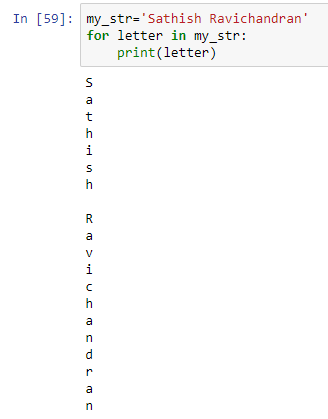 In [59]: my_str='Sathish Ravichandran'
for letter in my_str:
    print(letter)
S
a
t
h
i
s
h

R
a
v
i
c
h
a
n
d
r
a
n